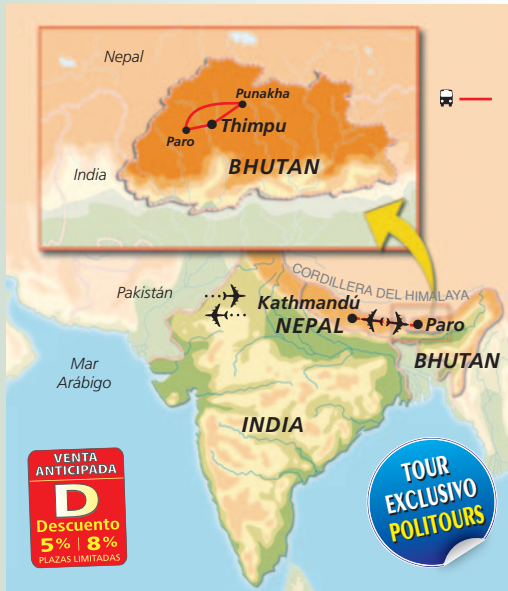 Nepal
Punakha
Thimpu
Paro
BHUTAN
India
CORDILLERA DEL HIMALAYA
Pakistán
Kathmandú
NEPAL
Paro
BHUTAN
Mar
Arábigo
INDIA
VENTA
ANTICIPADA
D
Descuento
5% | 8%
PLAZAS LIMITADAS
TOUR
EXCLUSIVO
POLITOURS